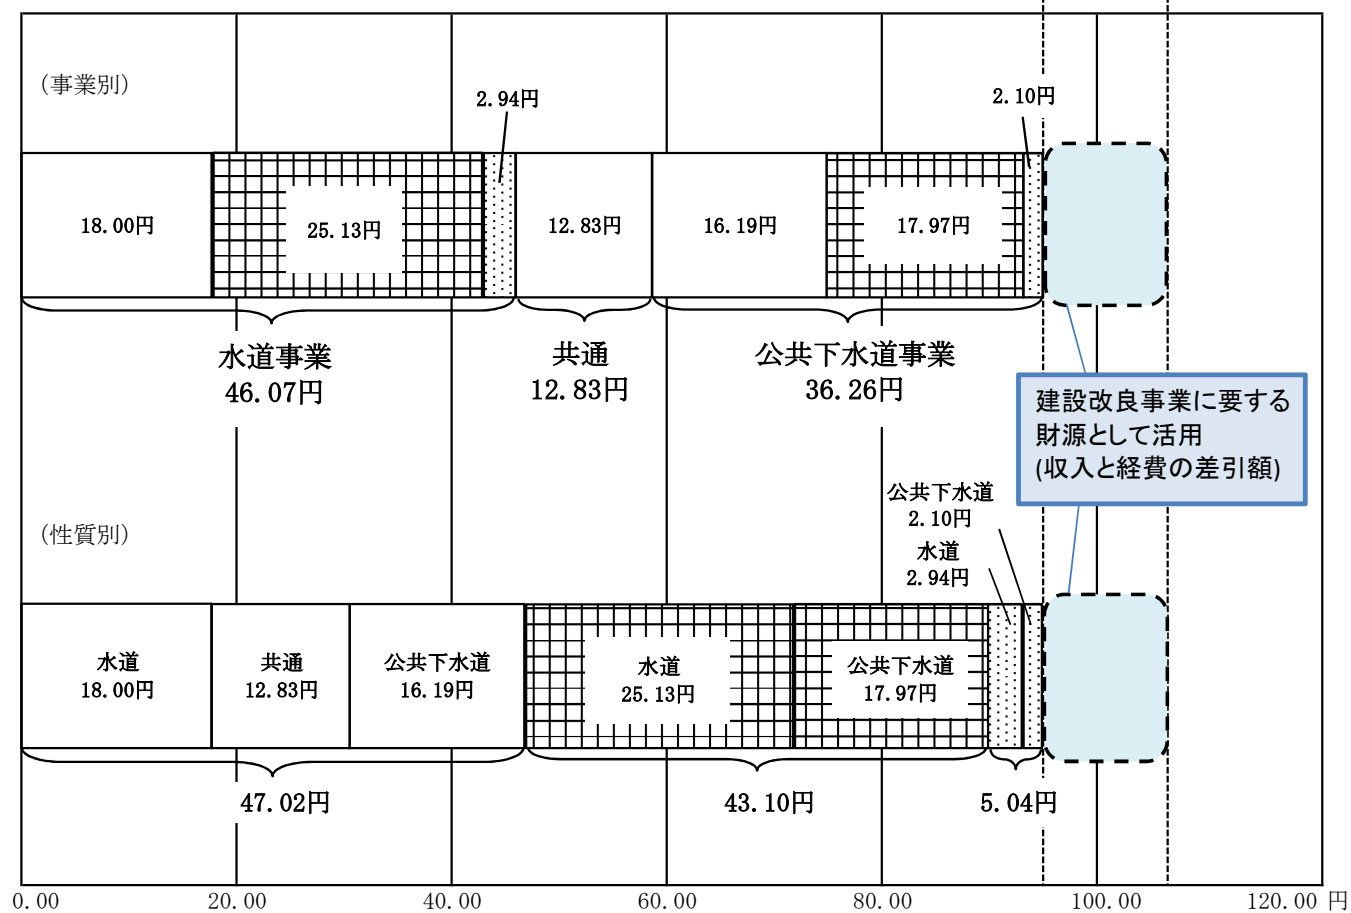 （事業別）
2.94円
2.10円
18.00円
25.13円
12.83円
16.19円
17.97円
水道事業
46.07円
共通
12.83円
公共下水道事業
36.26円
建設改良事業に要する
財源として活用
(収入と経費の差引額)
（性質別）
公共下水道
2.10円
水道
2.94円
水道
18.00円
共通
12.83円
公共下水道
16.19円
水道
25.13円
公共下水道
17.97円
47.02円
43.10円
5.04円
0.00 20.00 40.00 60.00 80.00 100.00 120.00 円